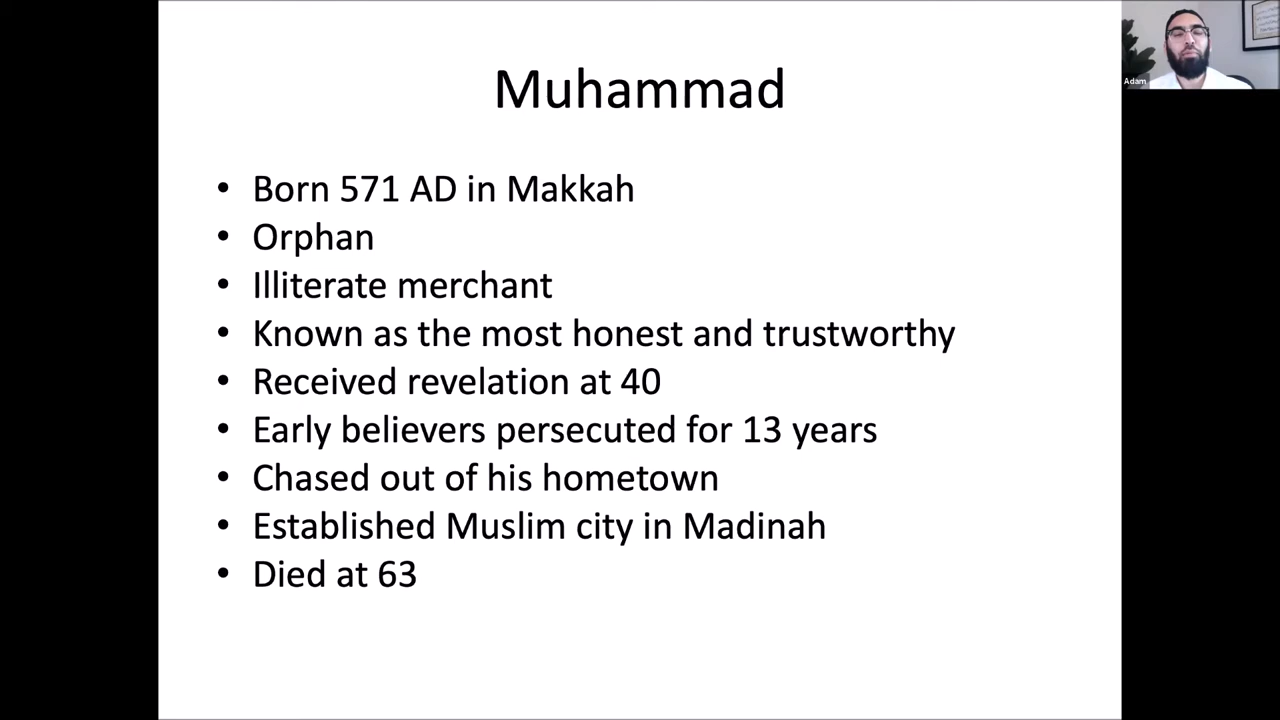 Muhammad
• Born 571 AD in Makkah
• Orphan
• Illiterate merchant
• Known as the most honest and trustworthy
• Received revelation at 40
• Early believers persecuted for 13 years
• Chased out of his hometown
• Established Muslim city in Madinah
• Died at 63
Adam